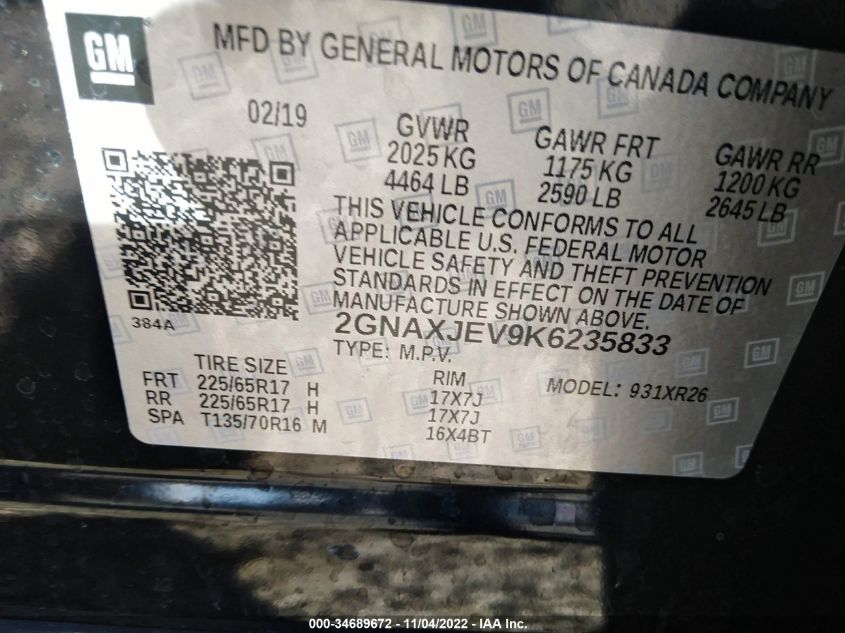 GM
MFD BY GENERAL MOTORS OF CANADA COMPANY
02/19
GVWR
2025 KG
4464 LB
GAWR FRT
1175 KG
2590 LB
GAWR RR
1200 KG
2645 LB
THIS VEHICLE CONFORMS TO ALL
APPLICABLE U.S. FEDERAL MOTOR
VEHICLE SAFETY AND THEFT PREVENTION
STANDARDS IN EFFECT ON THE DATE OF
MANUFACTURE SHOWN ABOVE.
384A
2GNAXJEV9K6235833
TYPE: M.P.V.
MODEL: 931XR26
TIRE SIZE
RIM
FRT 225/65R17 H 17X7J
RR 225/65R17 H 17X7J
SPA T135/70R16 M 16X4BT
000-34689672 - 11/04/2022 - IAA Inc.